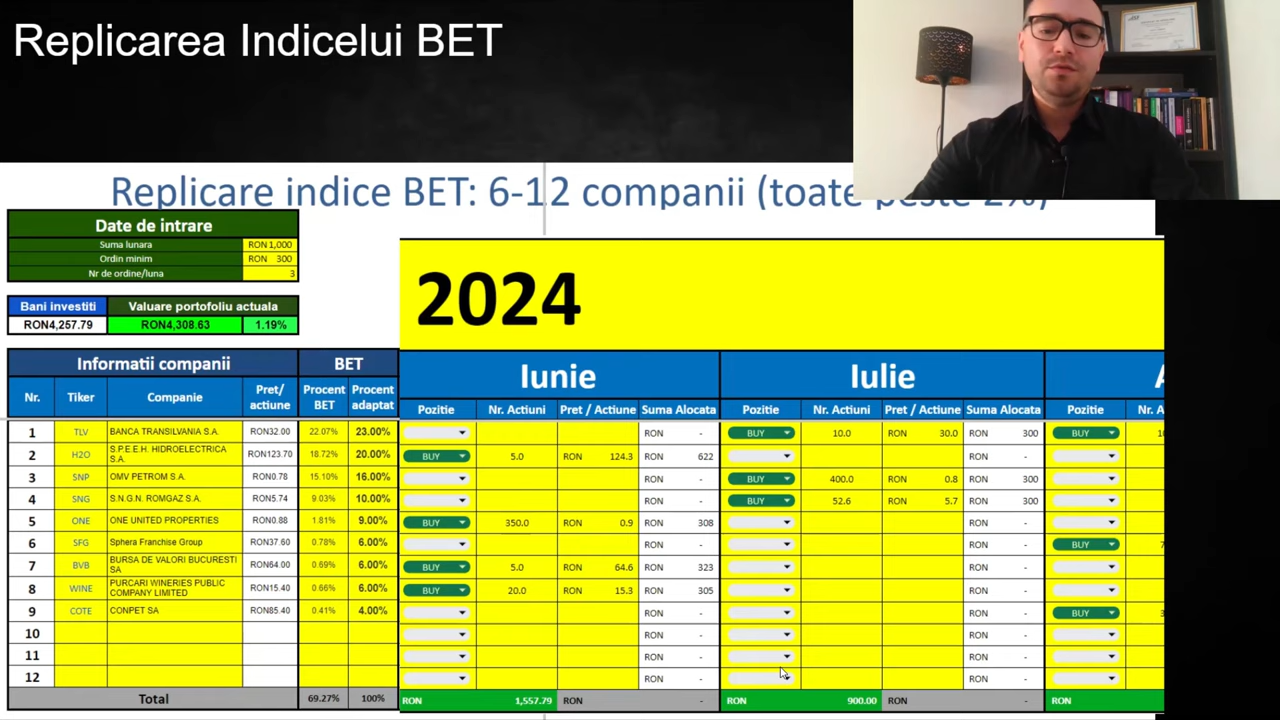 Replicarea Indicelui BET
Replicare indice BET: 6-12 companii (toate peste 2%)
Date de intrare
Suma lunara RON 1,000
Ordin minim RON 300
Nr de ordine/luna 3
Bani investiti Valuare portofoliu actuala
RON4,257.79 RON4,308.63 1.19%
2024
Informatii companii BET Iunie Iulie A
Nr. Tiker Companie Pret/ actiune Procent BET Procent adaptat Pozitie Nr. Actiuni Pret / Actiune Suma Alocata Pozitie Nr. Actiuni Pret / Actiune Suma Alocata Pozitie Nr. A
1 TLV BANCA TRANSILVANIA S.A. RON32.00 22.07% 23.00% RON - BUY 10.0 RON 30.0 RON 300 BUY 1
2 H2O S.P.E.E.H. HIDROELECTRICA S.A. RON123.70 18.72% 20.00% BUY 5.0 RON 124.3 RON 622 RON -
3 SNP OMV PETROM S.A. RON0.78 15.10% 16.00% RON - BUY 400.0 RON 0.8 RON 300
4 SNG S.N.G.N. ROMGAZ S.A. RON5.74 9.03% 10.00% RON - BUY 52.6 RON 5.7 RON 300
5 ONE ONE UNITED PROPERTIES RON0.88 1.81% 9.00% BUY 350.0 RON 0.9 RON 308 RON -
6 SFG Sphera Franchise Group RON37.60 0.78% 6.00% RON - RON - BUY 7
7 BVB BURSA DE VALORI BUCURESTI SA RON64.00 0.69% 6.00% BUY 5.0 RON 64.6 RON 323 RON -
8 WINE PURCARI WINERIES PUBLIC COMPANY LIMITED RON15.40 0.66% 6.00% BUY 20.0 RON 15.3 RON 305 RON -
9 COTE CONPET SA RON85.40 0.41% 4.00% RON - RON - BUY 3
10 RON - RON -
11 RON - RON -
12 RON - RON -
Total 69.27% 100% RON 1,557.79 RON - RON 900.00 RON - RON